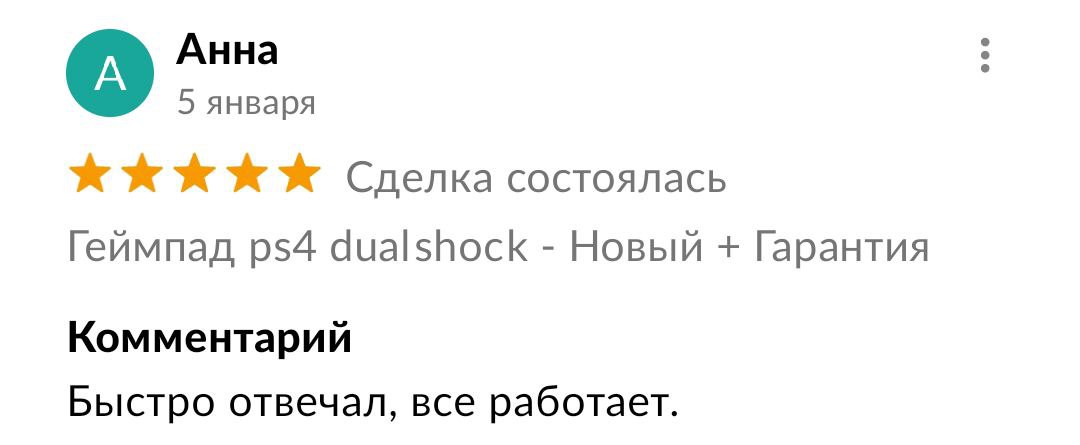 А
Анна
5 января
Сделка состоялась
Геймпад ps4 dualshock - Новый + Гарантия
Комментарий
Быстро отвечал, все работает.